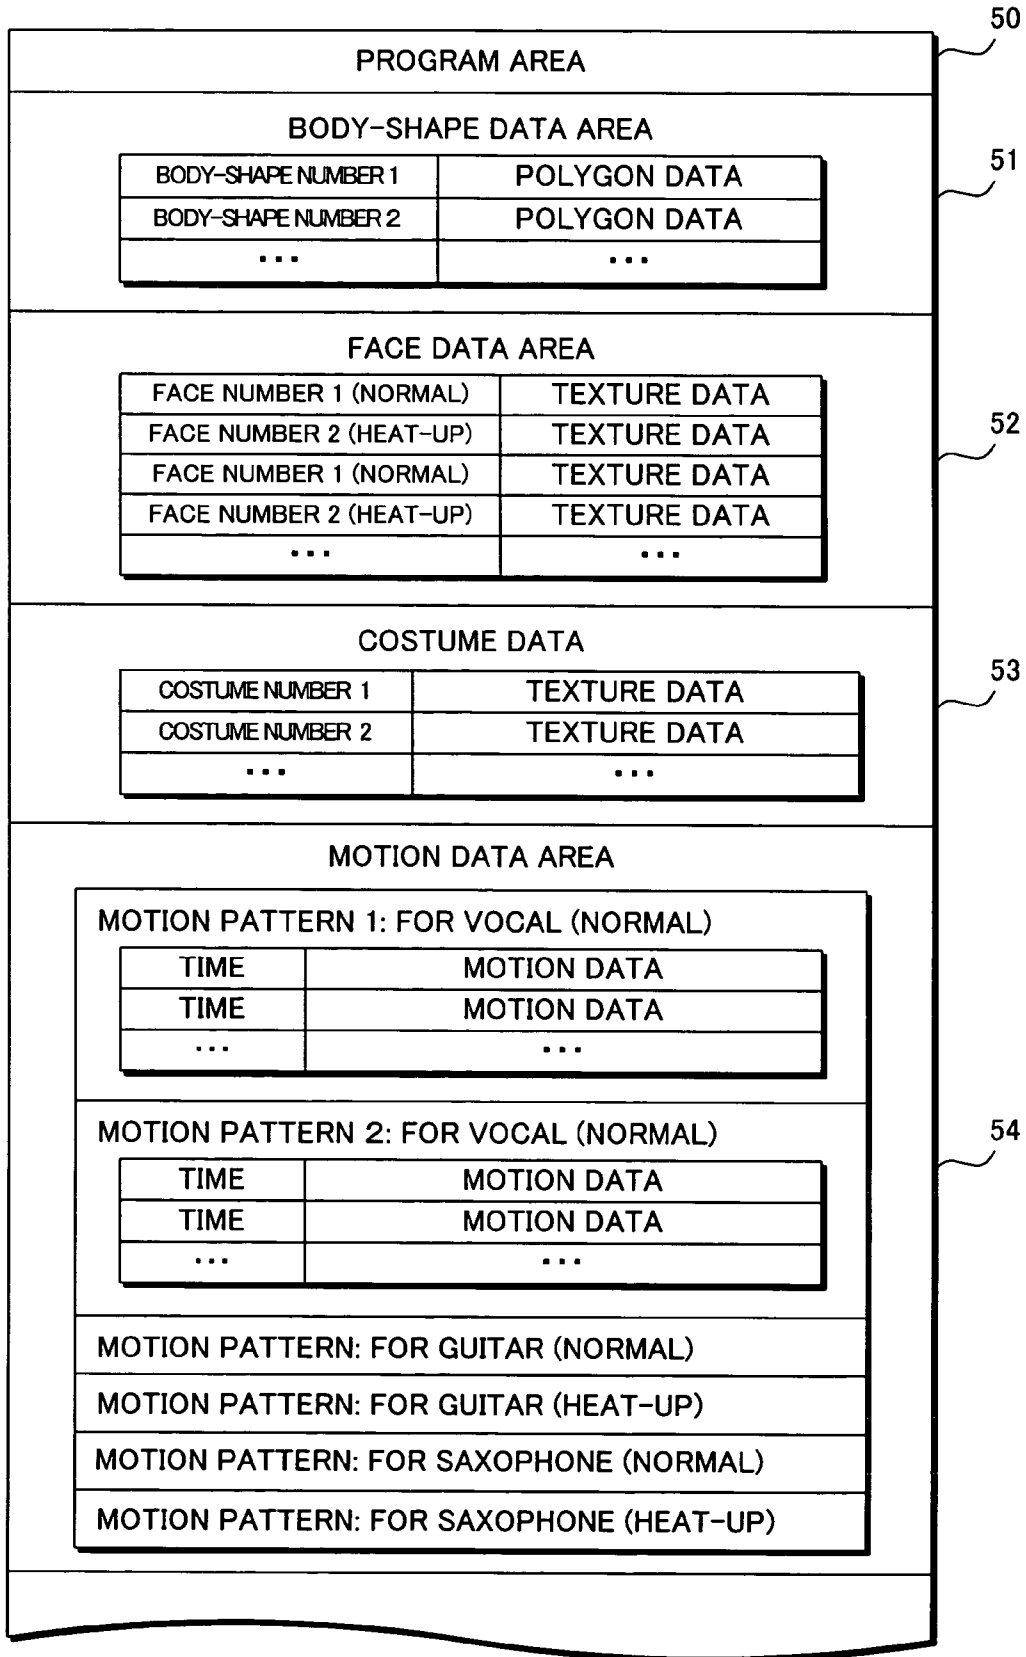 50
PROGRAM AREA
BODY-SHAPE DATA AREA
51
BODY-SHAPE NUMBER 1 POLYGON DATA
BODY-SHAPE NUMBER 2 POLYGON DATA
... ...
FACE DATA AREA
FACE NUMBER 1 (NORMAL) TEXTURE DATA
52
FACE NUMBER 2 (HEAT-UP) TEXTURE DATA
FACE NUMBER 1 (NORMAL) TEXTURE DATA
FACE NUMBER 2 (HEAT-UP) TEXTURE DATA
... ...
COSTUME DATA
53
COSTUME NUMBER 1 TEXTURE DATA
COSTUME NUMBER 2 TEXTURE DATA
... ...
MOTION DATA AREA
MOTION PATTERN 1: FOR VOCAL (NORMAL)
TIME MOTION DATA
TIME MOTION DATA
... ...
MOTION PATTERN 2: FOR VOCAL (NORMAL)
54
TIME MOTION DATA
TIME MOTION DATA
... ...
MOTION PATTERN: FOR GUITAR (NORMAL)
MOTION PATTERN: FOR GUITAR (HEAT-UP)
MOTION PATTERN: FOR SAXOPHONE (NORMAL)
MOTION PATTERN: FOR SAXOPHONE (HEAT-UP)